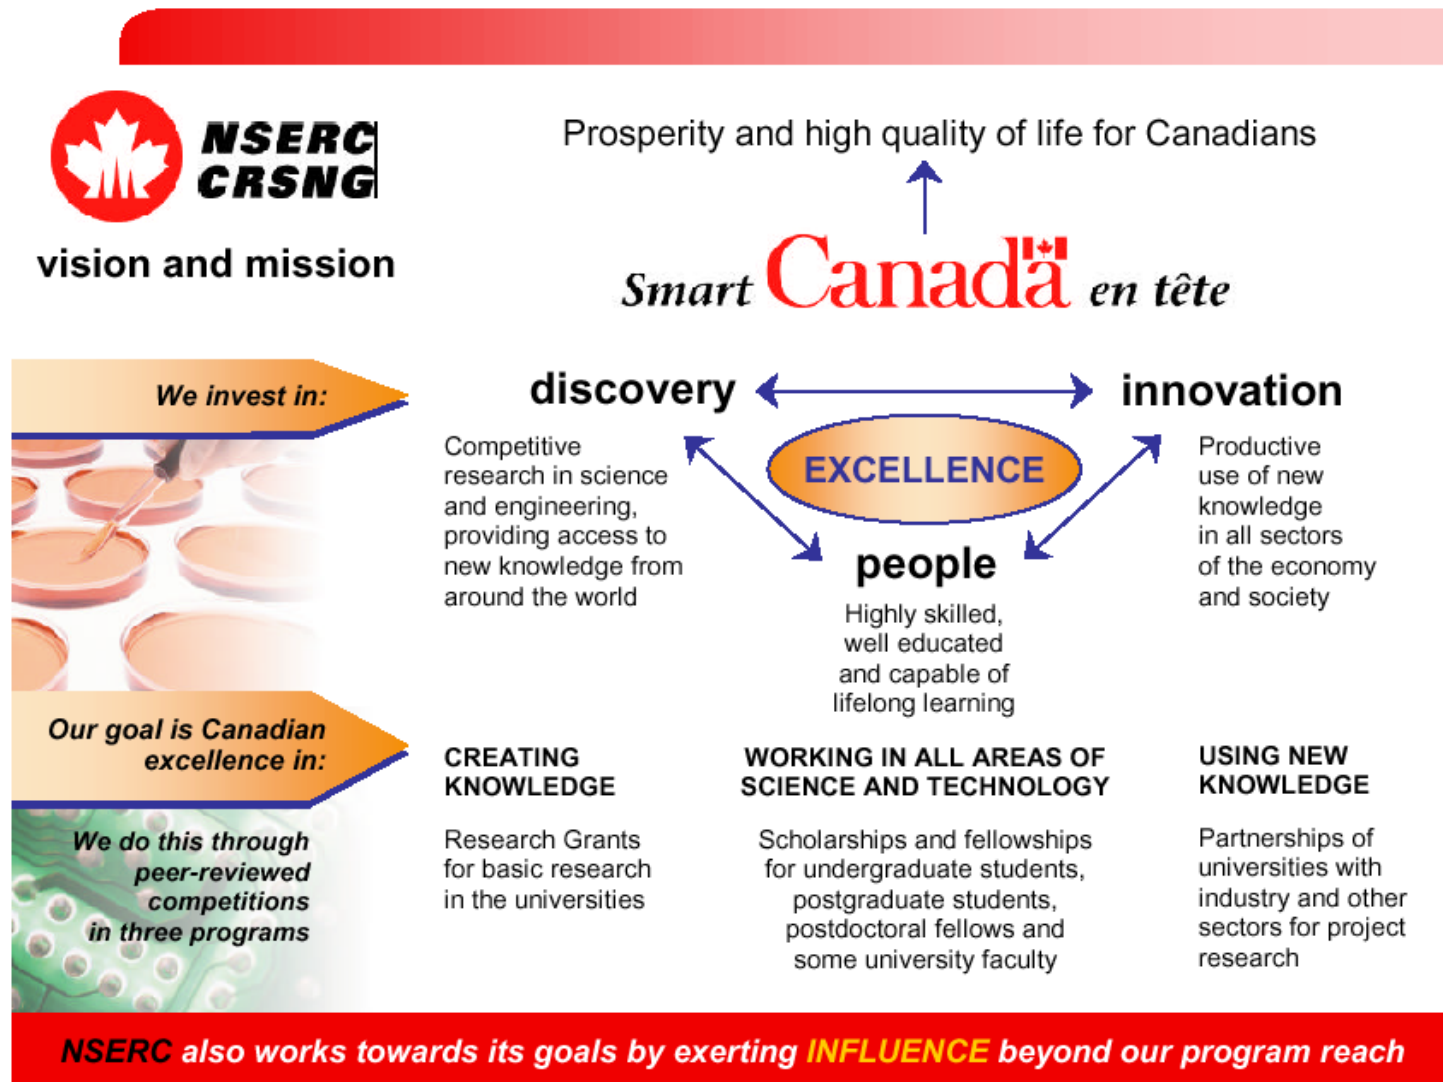 NSERC
CRSNG
vision and mission
Prosperity and high quality of life for Canadians
Smart Canada en tête
We invest in:
discovery
Competitive
research in science
and engineering,
providing access to
new knowledge from
around the world
EXCELLENCE
people
Highly skilled,
well educated
and capable of
lifelong learning
innovation
Productive
use of new
knowledge
in all sectors
of the economy
and society
Our goal is Canadian
excellence in:
CREATING
KNOWLEDGE
WORKING IN ALL AREAS OF
SCIENCE AND TECHNOLOGY
USING NEW
KNOWLEDGE
We do this through
peer-reviewed
competitions
in three programs
Research Grants
for basic research
in the universities
Scholarships and fellowships
for undergraduate students,
postgraduate students,
postdoctoral fellows and
some university faculty
Partnerships of
universities with
industry and other
sectors for project
research
NSERC also works towards its goals by exerting INFLUENCE beyond our program reach